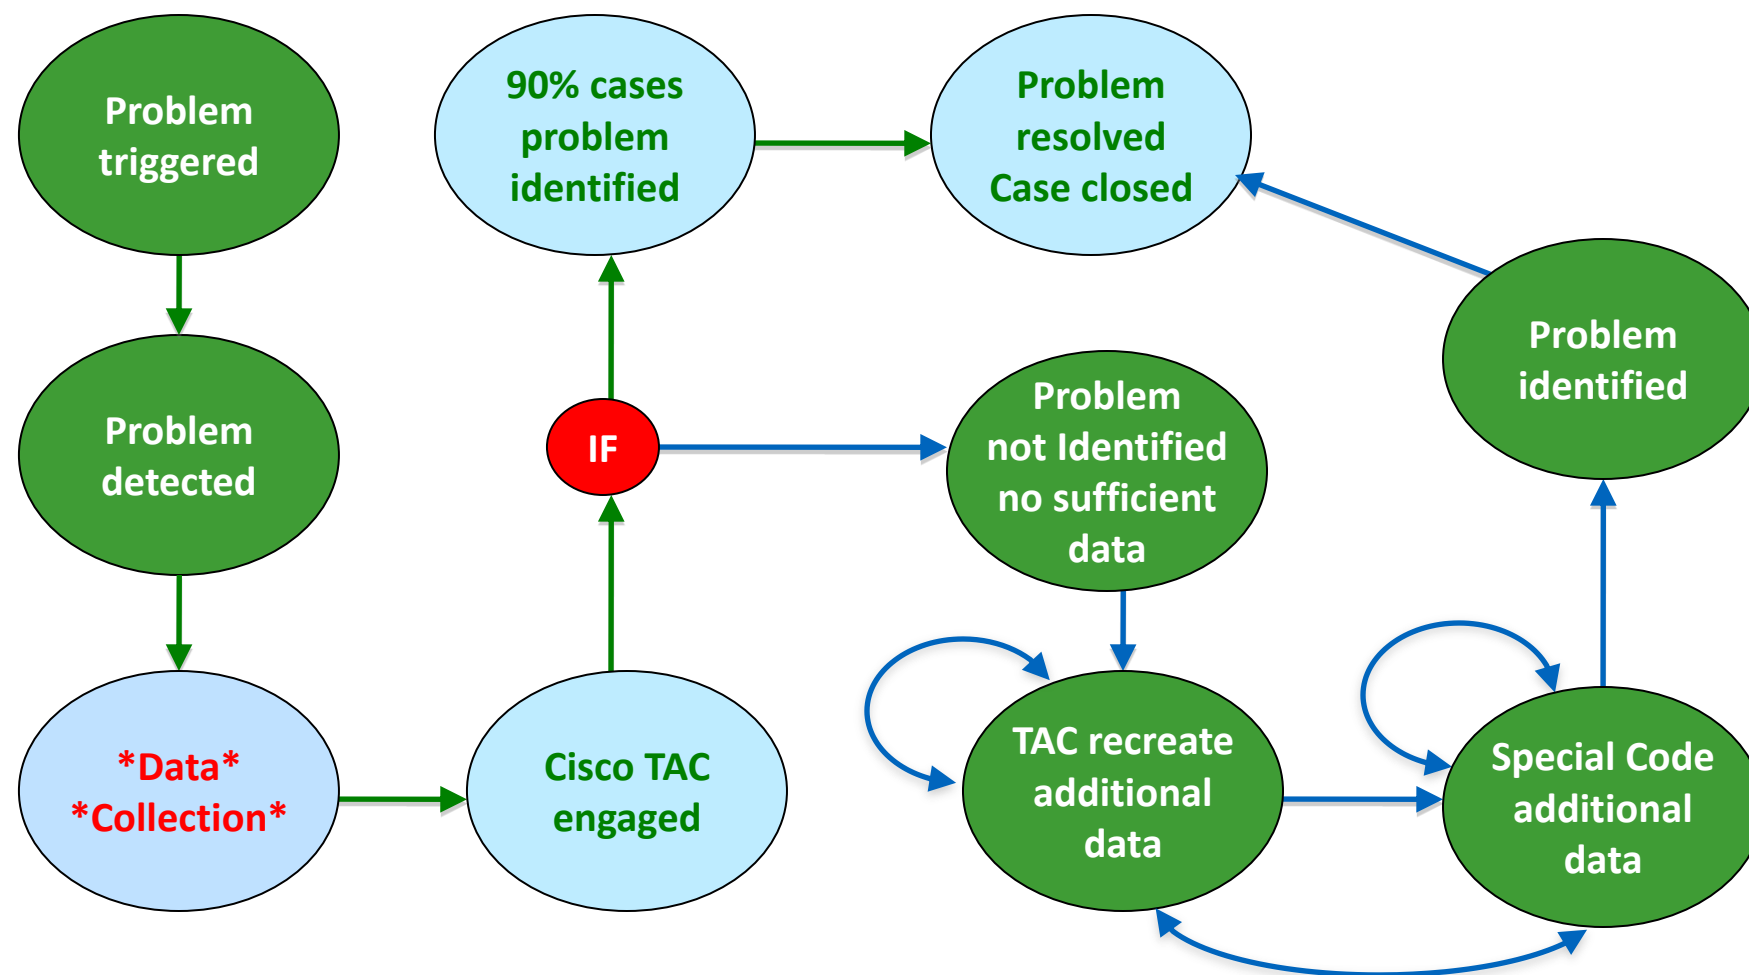 Problem
triggered
Problem
detected
*Data*
*Collection*
Cisco TAC
engaged
IF
90% cases
problem
identified
Problem
resolved
Case closed
Problem
not Identified
no sufficient
data
TAC recreate
additional
data
Special Code
additional
data
Problem
identified